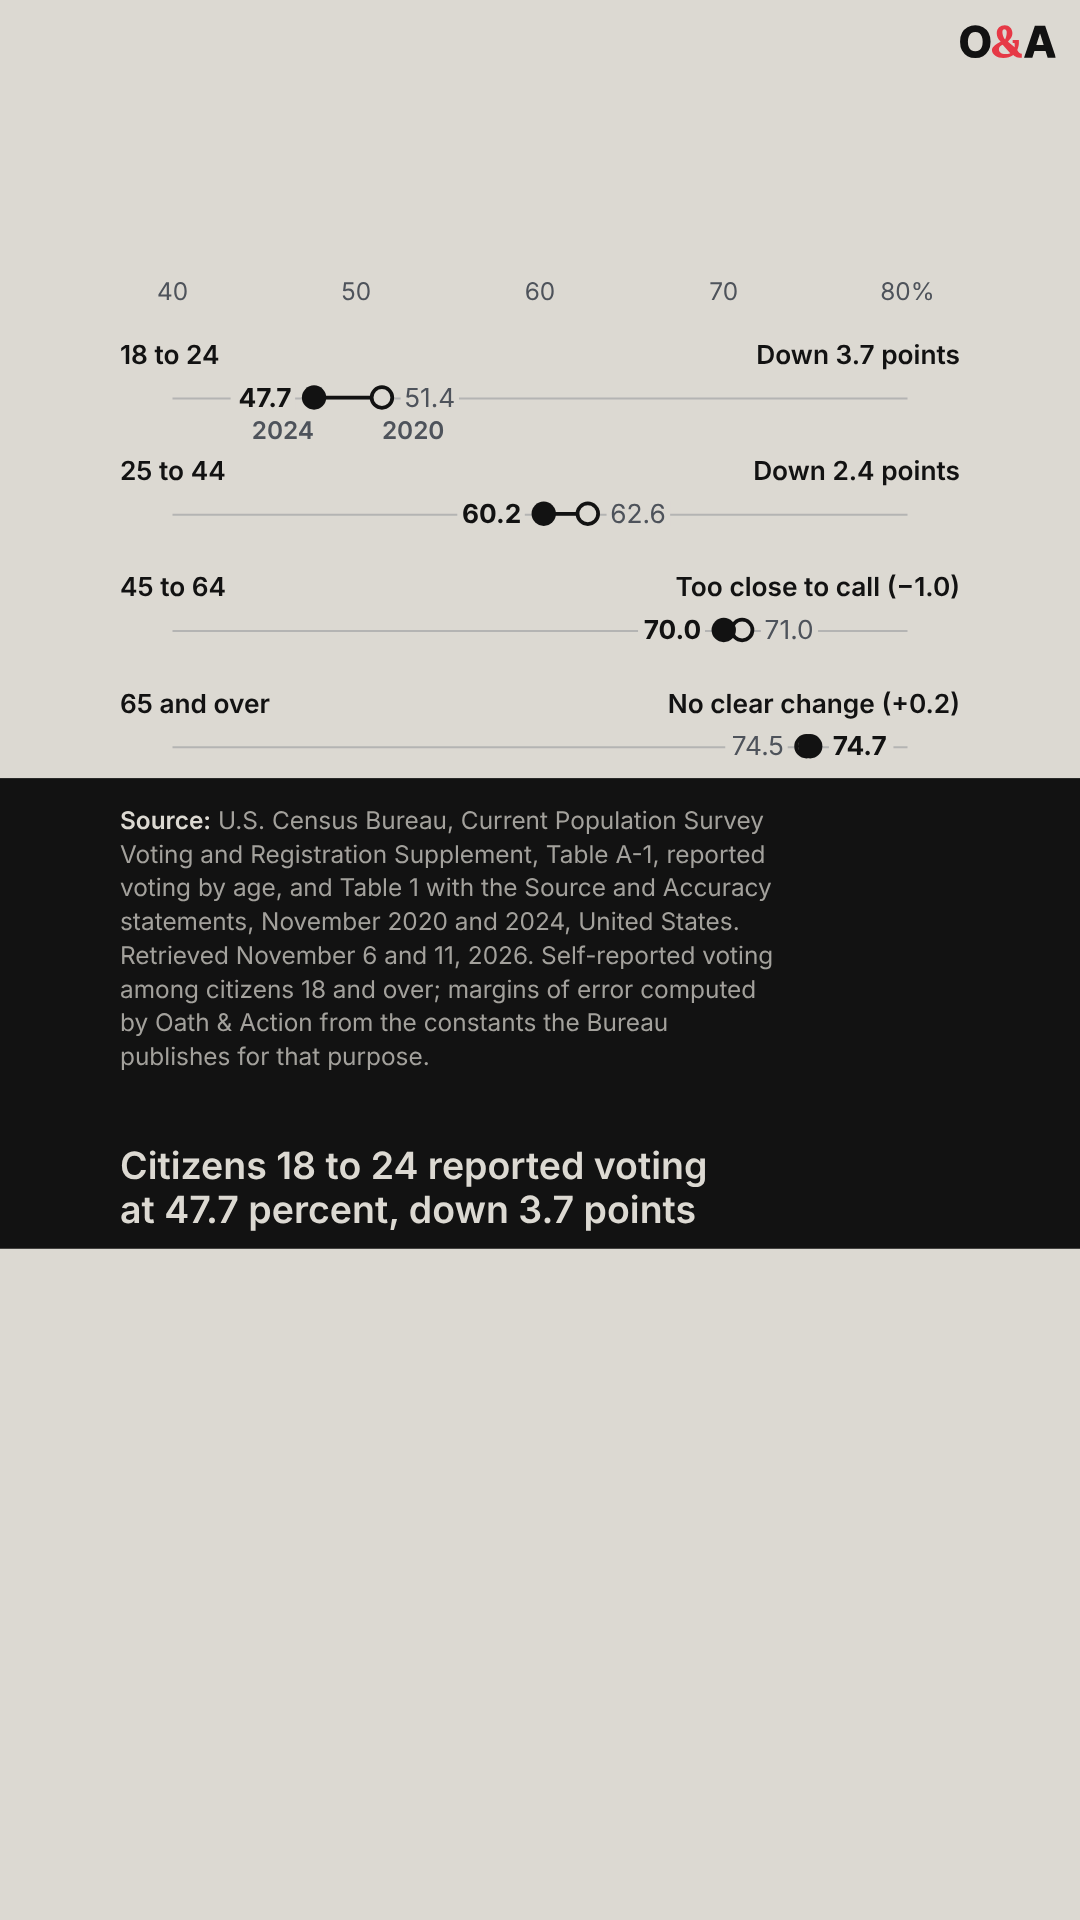 O&A
40 50 60 70 80%
18 to 24 Down 3.7 points
47.7 51.4
2024 2020
25 to 44 Down 2.4 points
60.2 62.6
45 to 64 Too close to call (−1.0)
70.0 71.0
65 and over No clear change (+0.2)
74.5 74.7
Source: U.S. Census Bureau, Current Population Survey
Voting and Registration Supplement, Table A-1, reported
voting by age, and Table 1 with the Source and Accuracy
statements, November 2020 and 2024, United States.
Retrieved November 6 and 11, 2026. Self-reported voting
among citizens 18 and over; margins of error computed
by Oath & Action from the constants the Bureau
publishes for that purpose.
Citizens 18 to 24 reported voting
at 47.7 percent, down 3.7 points